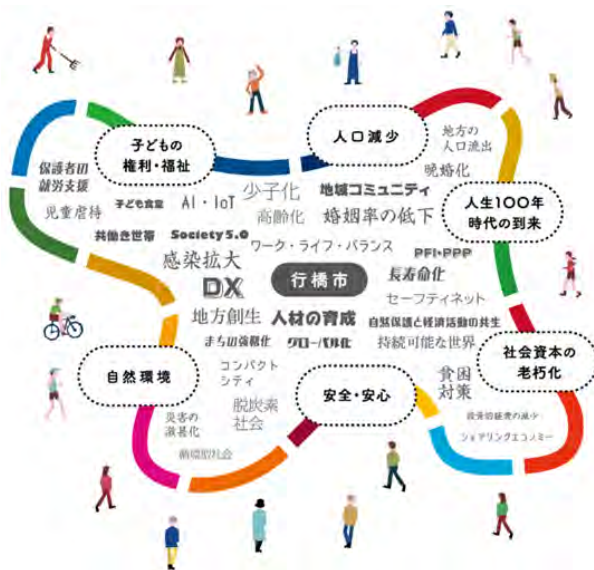 子どもの
権利・福祉
人口減少
地方の
人口流出
晩婚化
保護者の
就労支援
児童虐待
子ども食堂
AI・IoT
少子化
高齢化
地域コミュニティ
婚姻率の低下
人生100年
時代の到来
共働き世帯
Society5.0
ワーク・ライフ・バランス
感染拡大
PFI・PPP
行橋市
長寿命化
DX
セーフティネット
地方創生
人材の育成
自然保護と経済活動の共生
まちの強靭化
グローバル化
持続可能な世界
自然環境
コンパクト
シティ
安全・安心
貧困
対策
社会資本の
老朽化
脱炭素
社会
災害の
激甚化
投資的経費の減少
シェアリングエコノミー
循環型社会